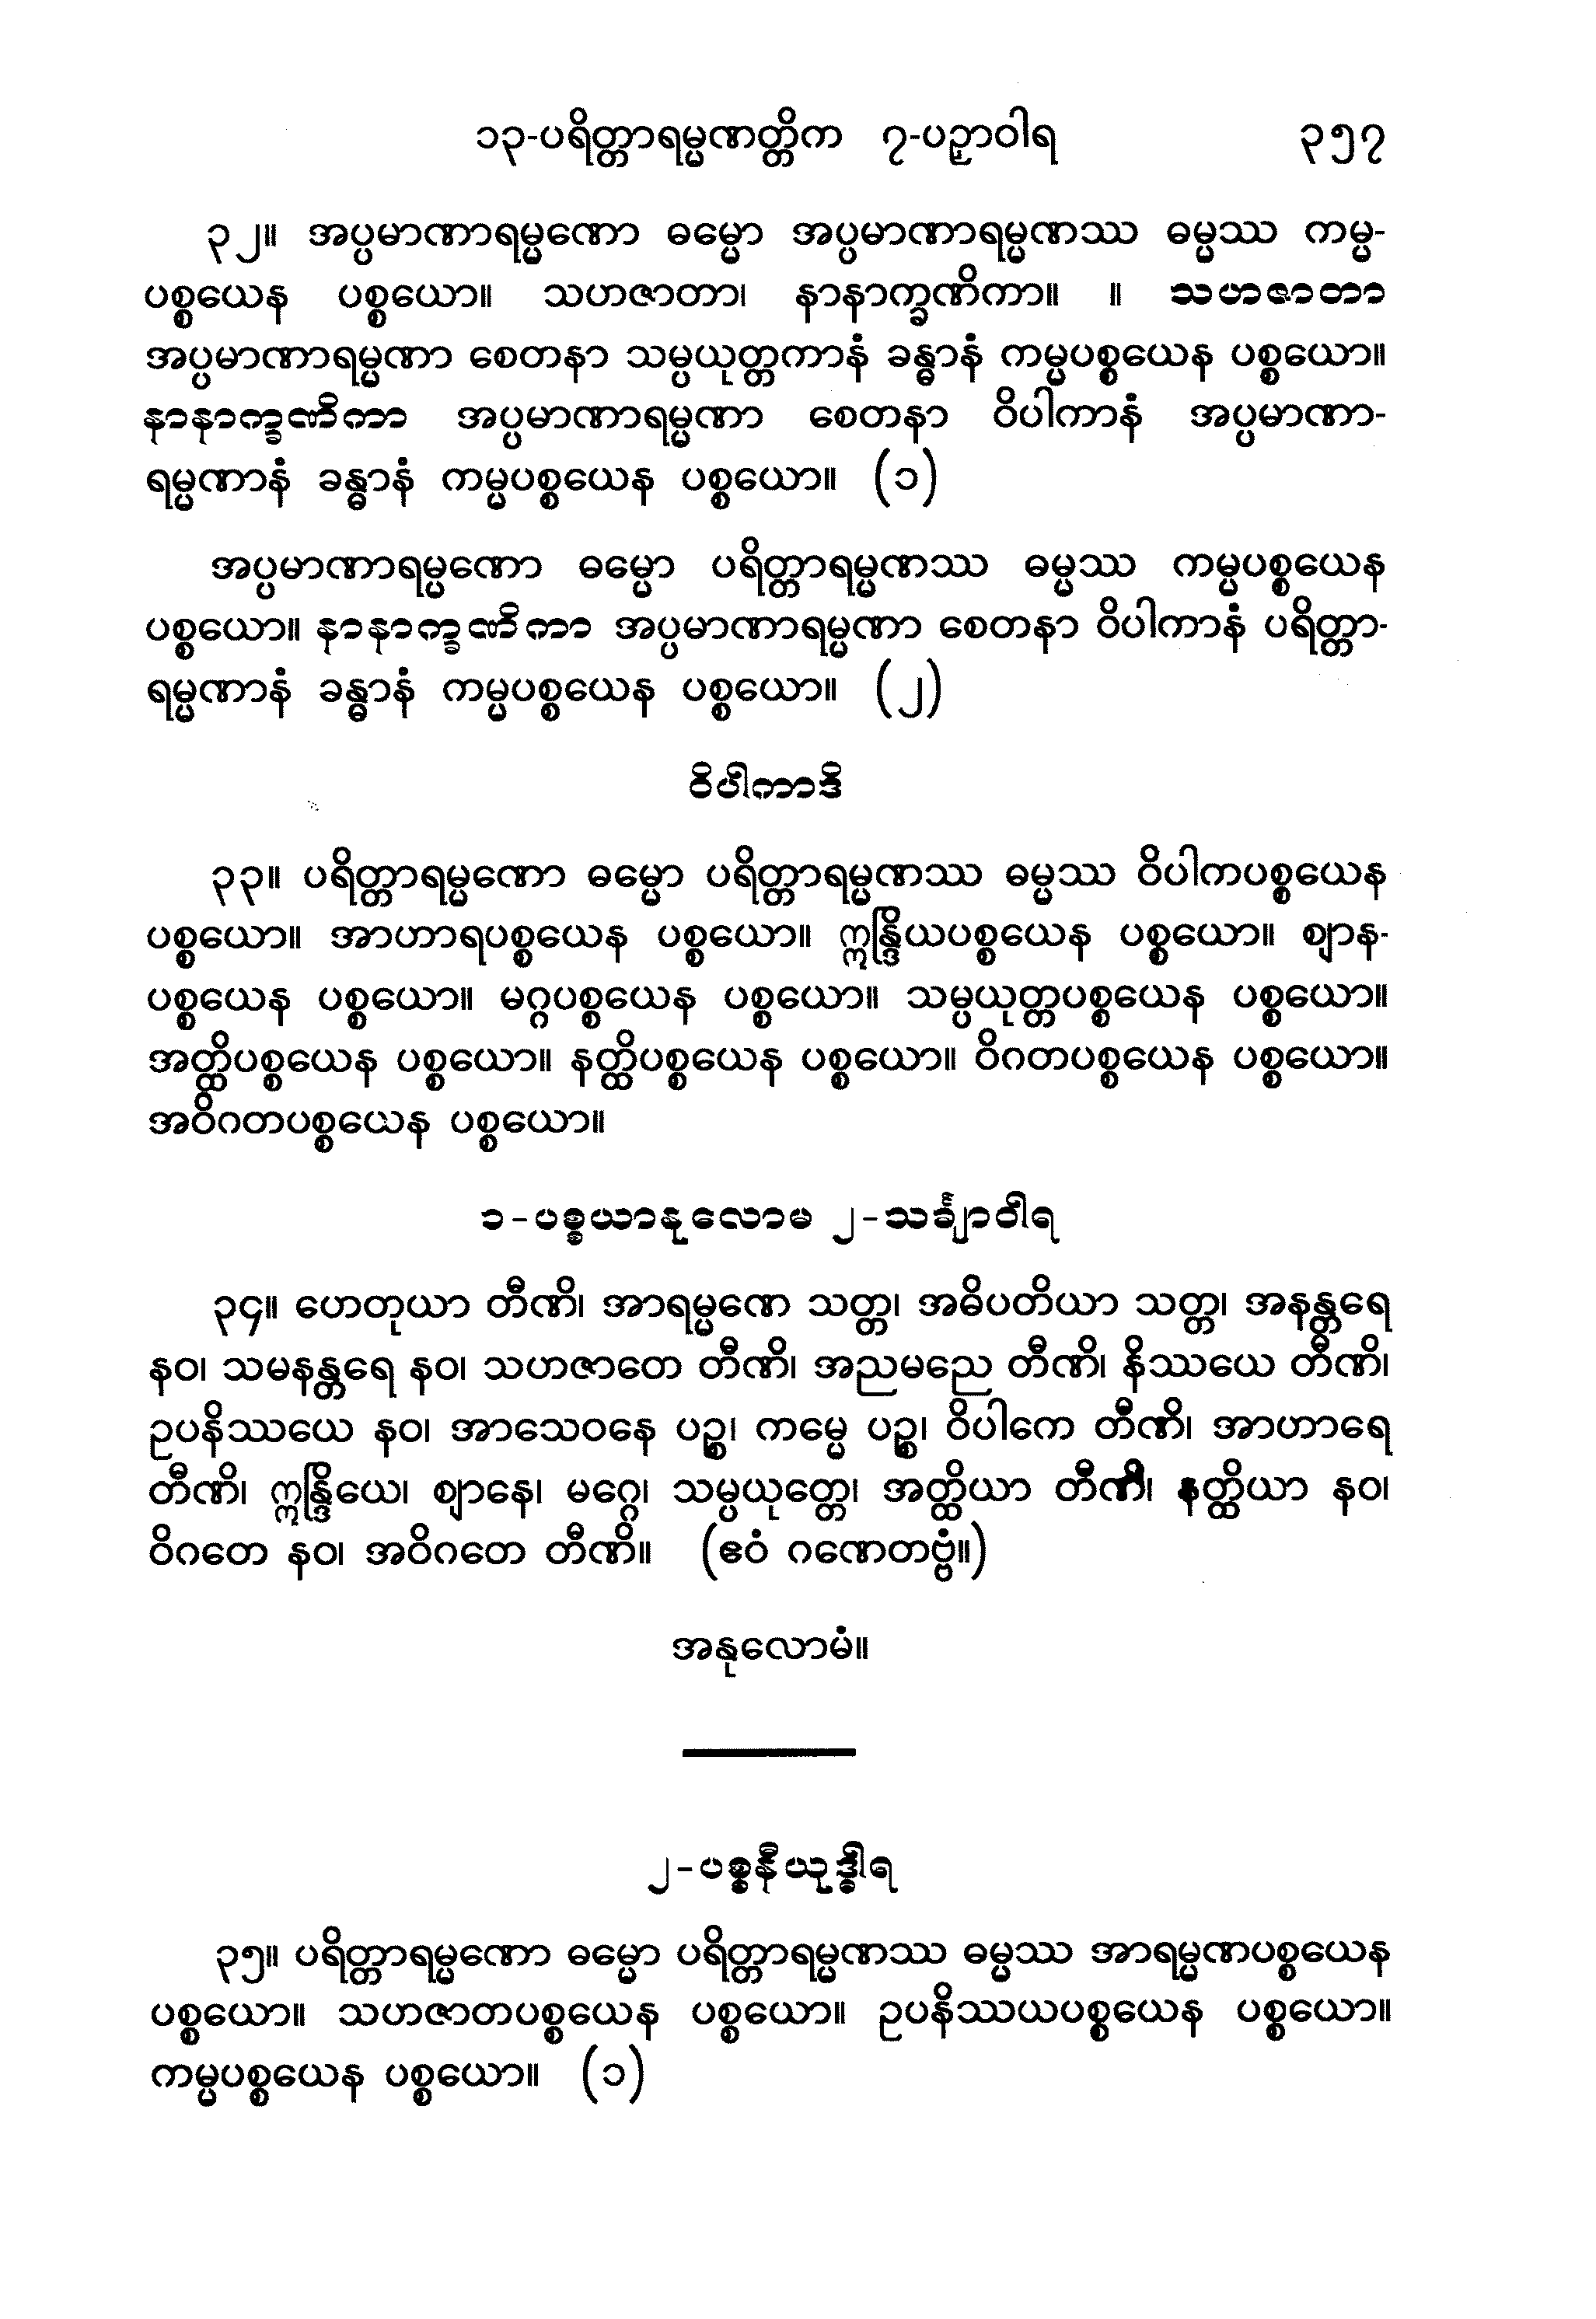 ၁၃-ပရိတ္တာရမ္မဏတ္တိက ၇-ပဉှာဝါရ ၃၅၇
၃၂။ အပ္ပမာဏာရမ္မဏော ဓမ္မော အပ္ပမာဏာရမ္မဏဿ ဓမ္မဿ ကမ္မ-
ပစ္စယေန ပစ္စယော။ သဟဇာတာ၊ နာနာက္ခဏိကာ။ ။ သဟဇာတာ
အပ္ပမာဏာရမ္မဏာ စေတနာ သမ္ပယုတ္တကာနံ ခန္ဓာနံ ကမ္မပစ္စယေန ပစ္စယော။
နာနာက္ခဏိကာ အပ္ပမာဏာရမ္မဏာ စေတနာ ဝိပါကာနံ အပ္ပမာဏာ-
ရမ္မဏာနံ ခန္ဓာနံ ကမ္မပစ္စယေန ပစ္စယော။ (၁)
အပ္ပမာဏာရမ္မဏော ဓမ္မော ပရိတ္တာရမ္မဏဿ ဓမ္မဿ ကမ္မပစ္စယေန
ပစ္စယော။ နာနာက္ခဏိကာ အပ္ပမာဏာရမ္မဏာ စေတနာ ဝိပါကာနံ ပရိတ္တာ-
ရမ္မဏာနံ ခန္ဓာနံ ကမ္မပစ္စယေန ပစ္စယော။ (၂)
ဝိပါကာဒိ
၃၃။ ပရိတ္တာရမ္မဏော ဓမ္မော ပရိတ္တာရမ္မဏဿ ဓမ္မဿ ဝိပါကပစ္စယေန
ပစ္စယော။ အာဟာရပစ္စယေန ပစ္စယော။ ဣန္ဒြိယပစ္စယေန ပစ္စယော။ ဈာန-
ပစ္စယေန ပစ္စယော။ မဂ္ဂပစ္စယေန ပစ္စယော။ သမ္ပယုတ္တပစ္စယေန ပစ္စယော။
အတ္ထိပစ္စယေန ပစ္စယော။ နတ္ထိပစ္စယေန ပစ္စယော။ ဝိဂတပစ္စယေန ပစ္စယော။
အဝိဂတပစ္စယေန ပစ္စယော။
၁-ပစ္စယာနုလောမ ၂-သင်္ချာဝါရ
၃၄။ ဟေတုယာ တီဏိ၊ အာရမ္မဏေ သတ္တ၊ အဓိပတိယာ သတ္တ၊ အနန္တရေ
နဝ၊ သမနန္တရေ နဝ၊ သဟဇာတေ တီဏိ၊ အညမညေ တီဏိ၊ နိဿယေ တီဏိ၊
ဥပနိဿယေ နဝ၊ အာသေဝနေ ပဉ္စ၊ ကမ္မေ ပဉ္စ၊ ဝိပါကေ တီဏိ၊ အာဟာရေ
တီဏိ၊ ဣန္ဒြိယေ၊ ဈာနေ၊ မဂ္ဂေ၊ သမ္ပယုတ္တေ၊ အတ္ထိယာ တီဏိ၊ နတ္ထိယာ နဝ၊
ဝိဂတေ နဝ၊ အဝိဂတေ တီဏိ။ (ဧဝံ ဂဏေတဗ္ဗံ။)
အနုလောမံ။
၂-ပစ္စနီယုဒ္ဓါရ
၃၅။ ပရိတ္တာရမ္မဏော ဓမ္မော ပရိတ္တာရမ္မဏဿ ဓမ္မဿ အာရမ္မဏပစ္စယေန
ပစ္စယော။ သဟဇာတပစ္စယေန ပစ္စယော။ ဥပနိဿယပစ္စယေန ပစ္စယော။
ကမ္မပစ္စယေန ပစ္စယော။ (၁)